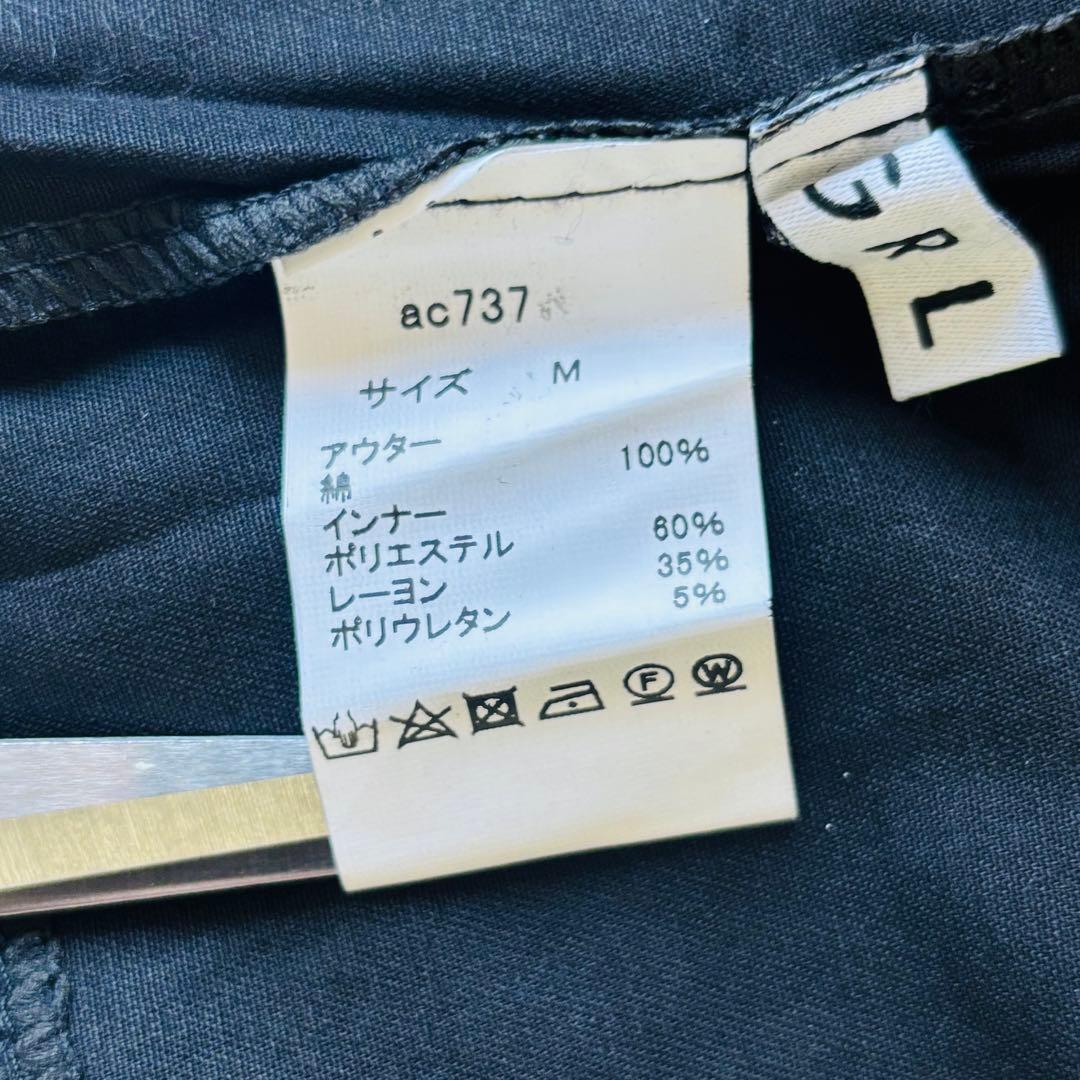 ac737
サイズ M
アウター
綿 100%
インナー
ポリエステル 60%
レーヨン 35%
ポリウレタン 5%
F W
GRL